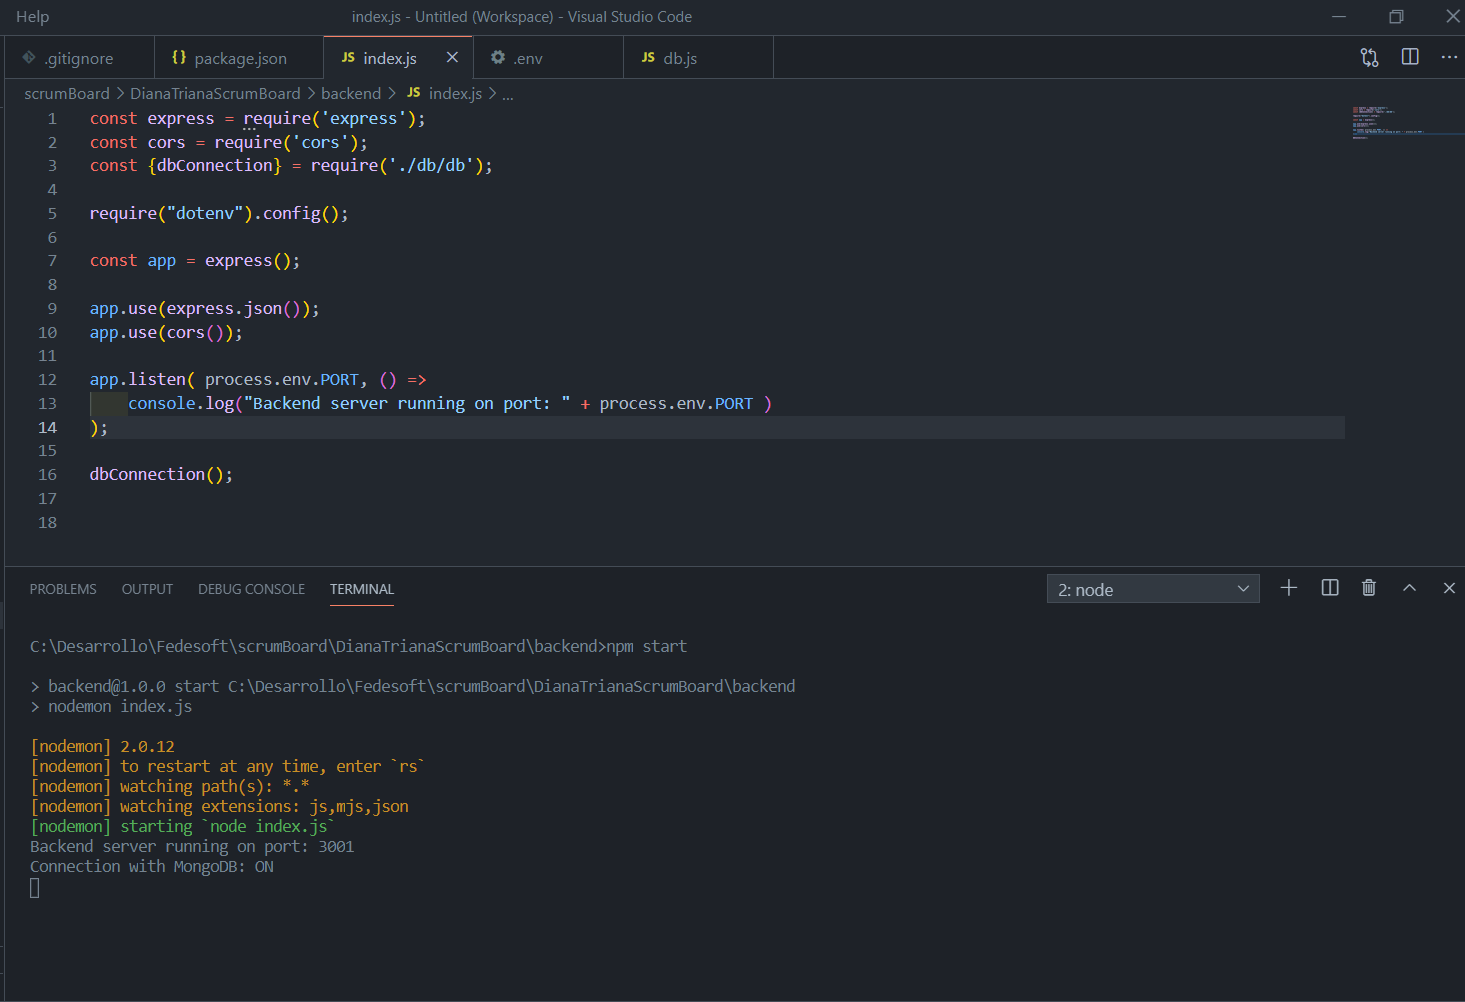 Help
index.js - Untitled (Workspace) - Visual Studio Code
.gitignore
{} package.json
JS index.js
.env
JS db.js
scrumBoard > DianaTrianaScrumBoard > backend > JS index.js > ...
1 const express = require('express');
2 const cors = require('cors');
3 const {dbConnection} = require('./db/db');
4
5 require("dotenv").config();
6
7 const app = express();
8
9 app.use(express.json());
10 app.use(cors());
11
12 app.listen( process.env.PORT, () =>
13     console.log("Backend server running on port: " + process.env.PORT )
14 );
15
16 dbConnection();
17
18
PROBLEMS OUTPUT DEBUG CONSOLE TERMINAL
2: node
C:\Desarrollo\Fedesoft\scrumBoard\DianaTrianaScrumBoard\backend>npm start
> backend@1.0.0 start C:\Desarrollo\Fedesoft\scrumBoard\DianaTrianaScrumBoard\backend
> nodemon index.js
[nodemon] 2.0.12
[nodemon] to restart at any time, enter `rs`
[nodemon] watching path(s): *.*
[nodemon] watching extensions: js,mjs,json
[nodemon] starting `node index.js`
Backend server running on port: 3001
Connection with MongoDB: ON